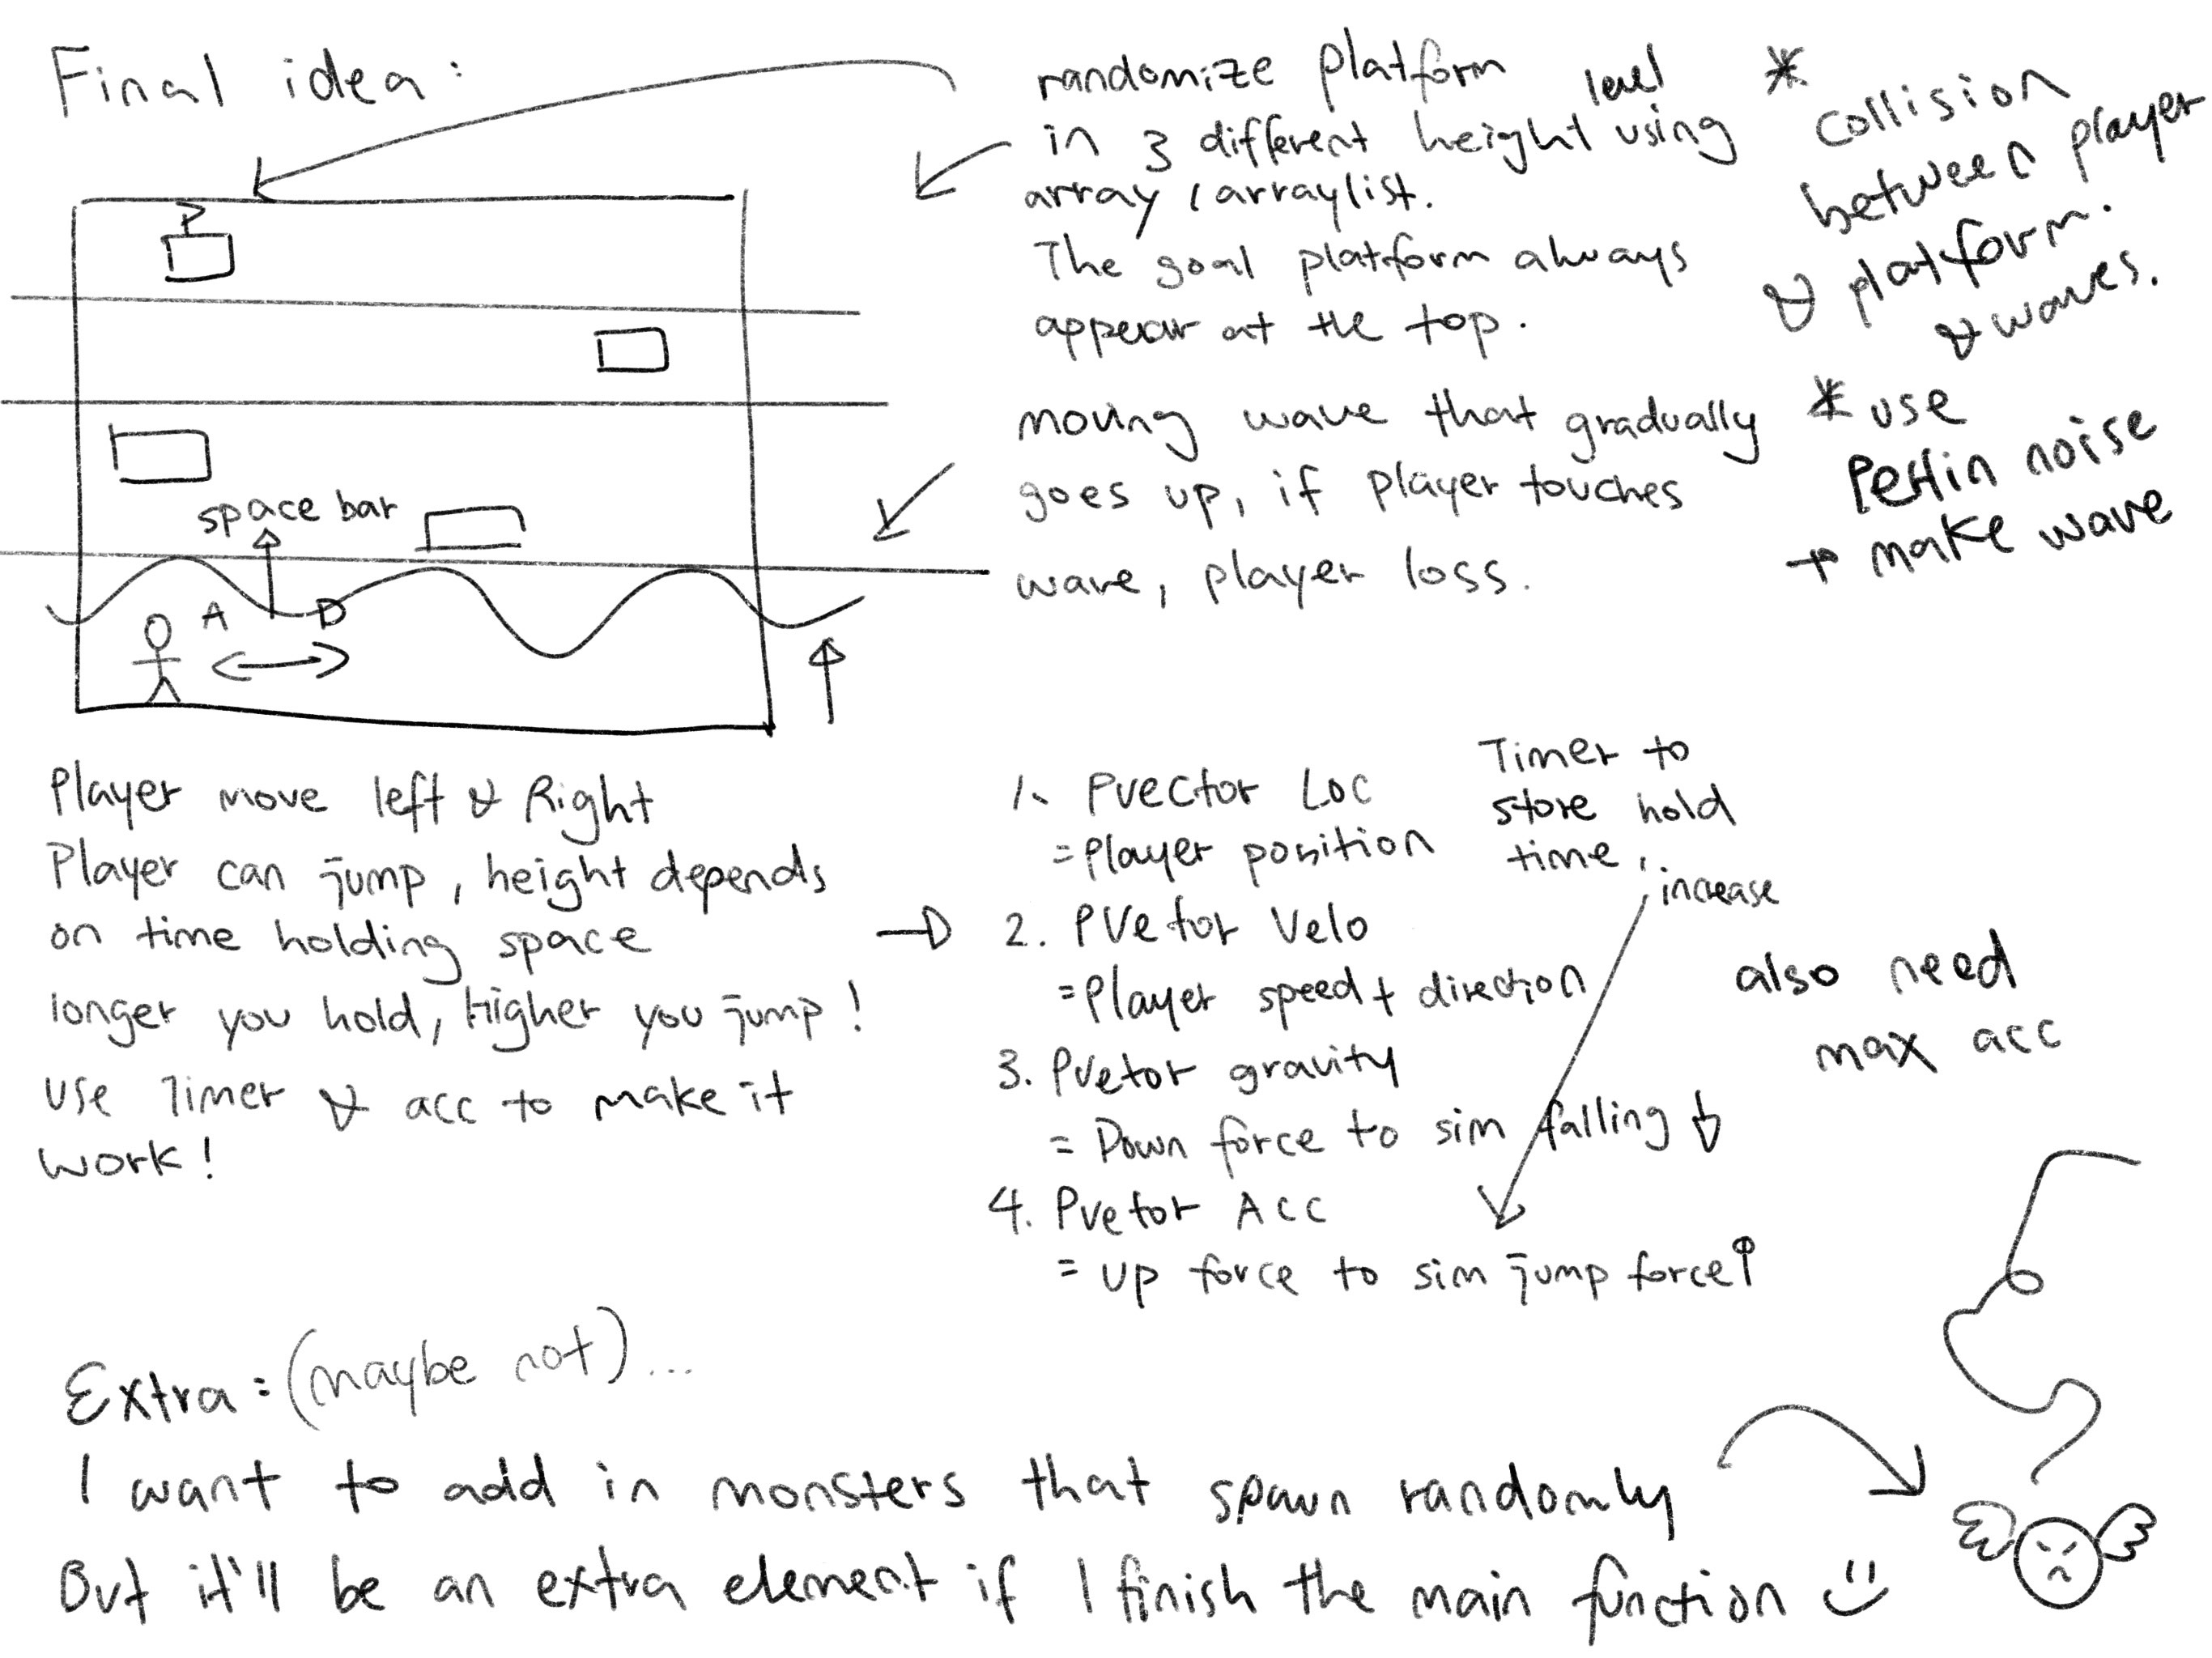 Final idea:
randomize platform
in 3 different height level using
array / arraylist.
The goal platform always
appear at the top.
* collision
between player
& platform.
& waves.
moving wave that gradually
goes up, if player touches
wave, player loss.
* use
Perlin noise
→ make wave
P
space bar
A D
Player move left & Right
Player can jump, height depends
on time holding space
longer you hold, Higher you jump!
use Timer & acc to make it
work!
1. PVector Loc
= Player position
2. PVetor Velo
= Player speed + direction
3. PVetor gravity
= Down force to sim falling ↓
4. PVetor Acc
= up force to sim jump force ↑
Timer to
store hold
time.
increase
also need
max acc
Extra: (maybe not)...
I want to add in monsters that spawn randomly
But it'll be an extra element if I finish the main function